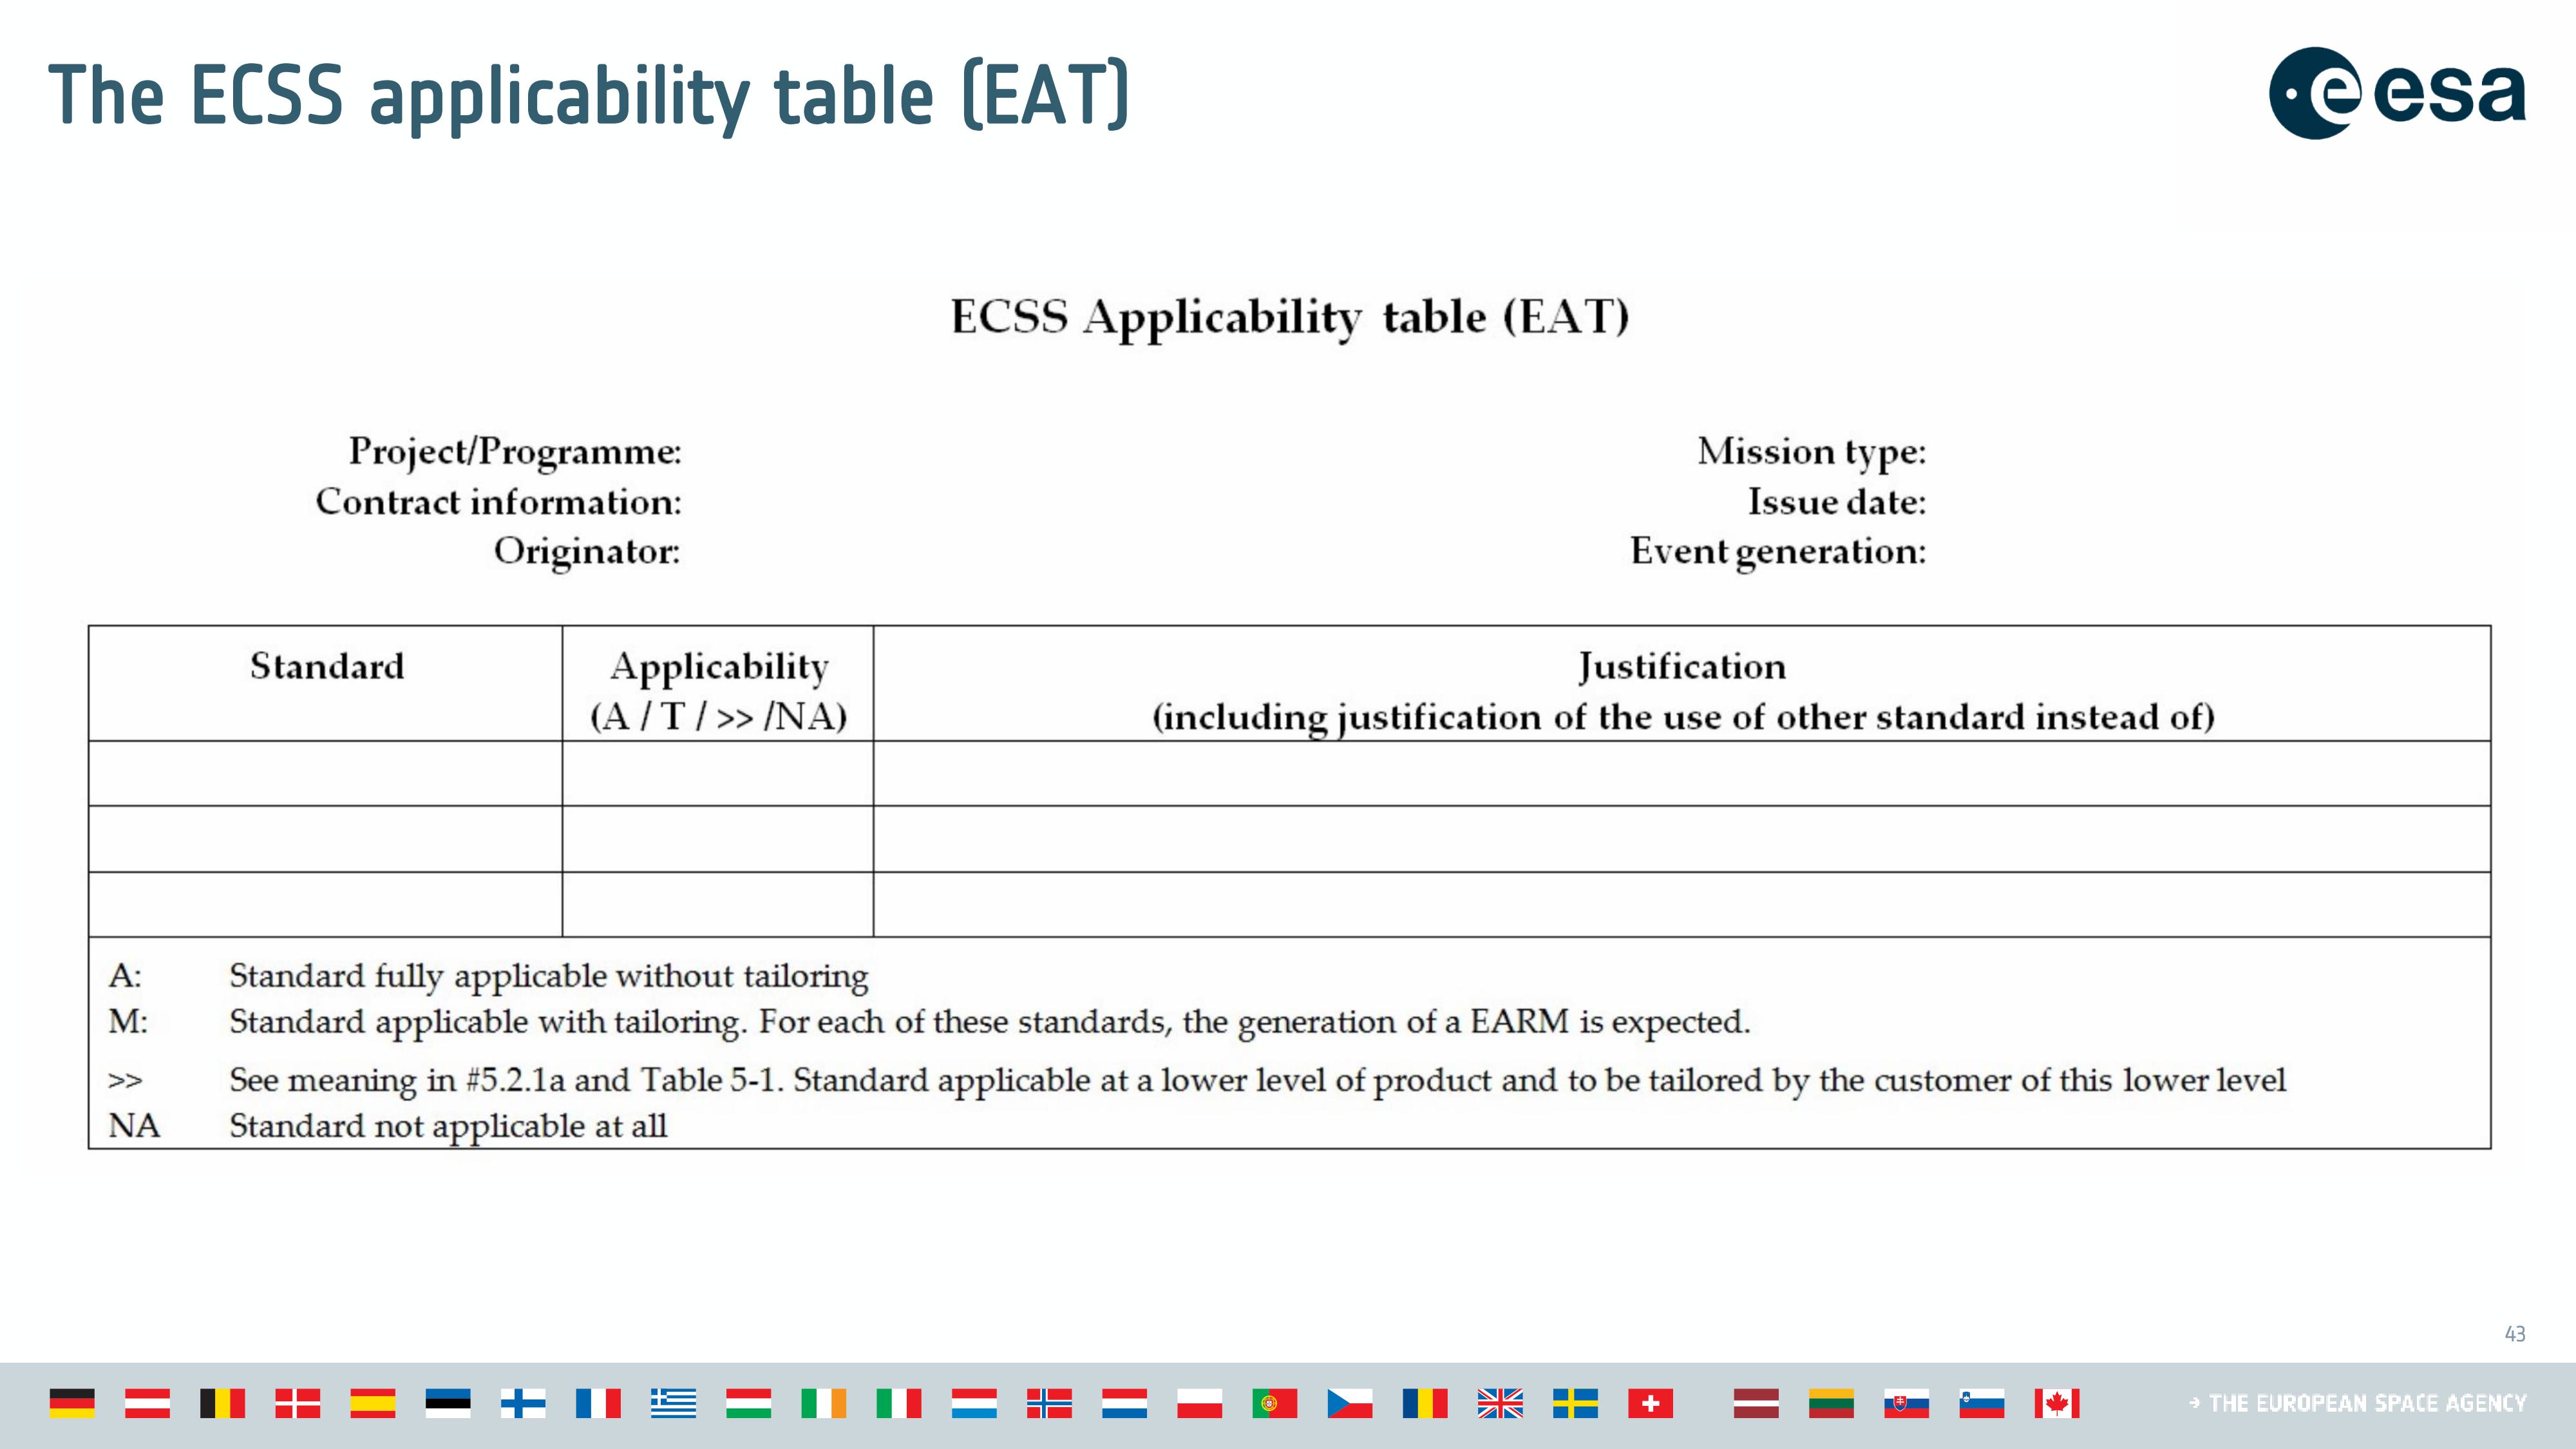 The ECSS applicability table (EAT)
esa
ECSS Applicability table (EAT)
Project/Programme:
Contract information:
Originator:
Mission type:
Issue date:
Event generation:
Standard
Applicability
(A / T / >> /NA)
Justification
(including justification of the use of other standard instead of)
A: Standard fully applicable without tailoring
M: Standard applicable with tailoring. For each of these standards, the generation of a EARM is expected.
>> See meaning in #5.2.1a and Table 5-1. Standard applicable at a lower level of product and to be tailored by the customer of this lower level
NA Standard not applicable at all
43
→ THE EUROPEAN SPACE AGENCY